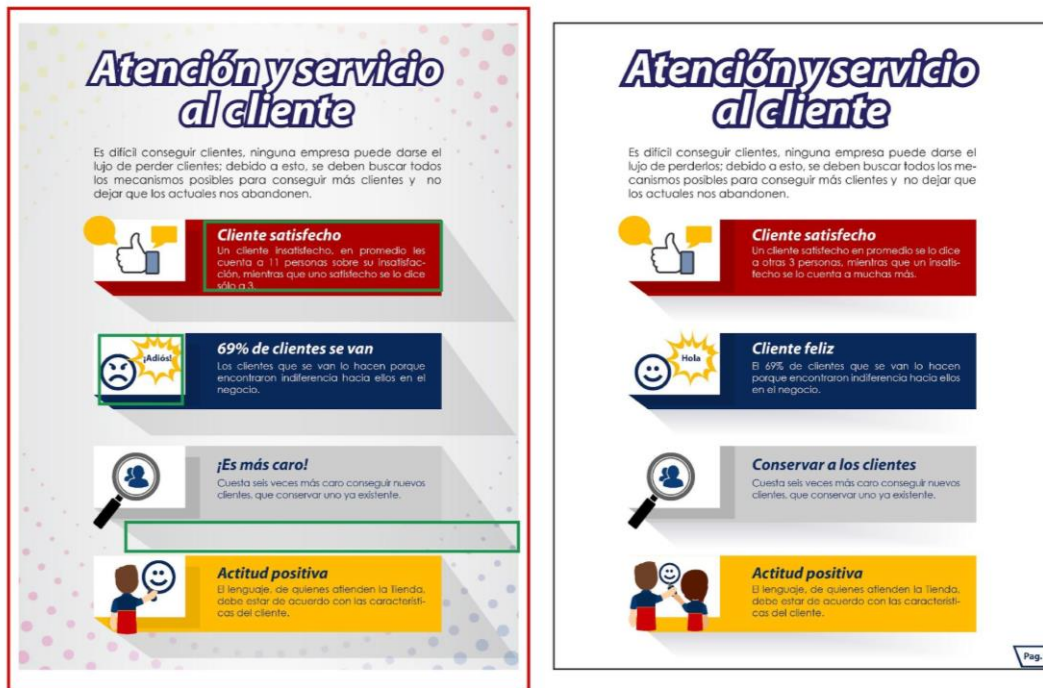 Atención y servicio
al cliente
Es difícil conseguir clientes, ninguna empresa puede darse el
lujo de perder clientes; debido a esto, se deben buscar todos
los mecanismos posibles para conseguir más clientes y no
dejar que los actuales nos abandonen.
Cliente satisfecho
Un cliente insatisfecho, en promedio les
cuenta a 11 personas sobre su insatisfac-
ción, mientras que uno satisfecho se lo dice
sólo a 3.
¡Adiós!
69% de clientes se van
Los clientes que se van lo hacen porque
encontraron indiferencia hacia ellos en el
negocio.
¡Es más caro!
Cuesta seis veces más caro conseguir nuevos
clientes, que conservar uno ya existente.
Actitud positiva
El lenguaje, de quienes atienden la Tienda,
debe estar de acuerdo con las característi-
cas del cliente.
Atención y servicio
al cliente
Es difícil conseguir clientes, ninguna empresa puede darse el
lujo de perderlos; debido a esto, se deben buscar todos los me-
canismos posibles para conseguir más clientes y no dejar que
los actuales nos abandonen.
Cliente satisfecho
Un cliente satisfecho en promedio se lo dice
a otras 3 personas, mientras que un insatis-
fecho se lo cuenta a muchas más.
Hola
Cliente feliz
El 69% de clientes que se van lo hacen
porque encontraron indiferencia hacia ellos
en el negocio.
Conservar a los clientes
Cuesta seis veces más caro conseguir nuevos
clientes, que conservar uno ya existente.
Actitud positiva
El lenguaje, de quienes atienden la Tienda,
debe estar de acuerdo con las característi-
cas del cliente.
Pag.